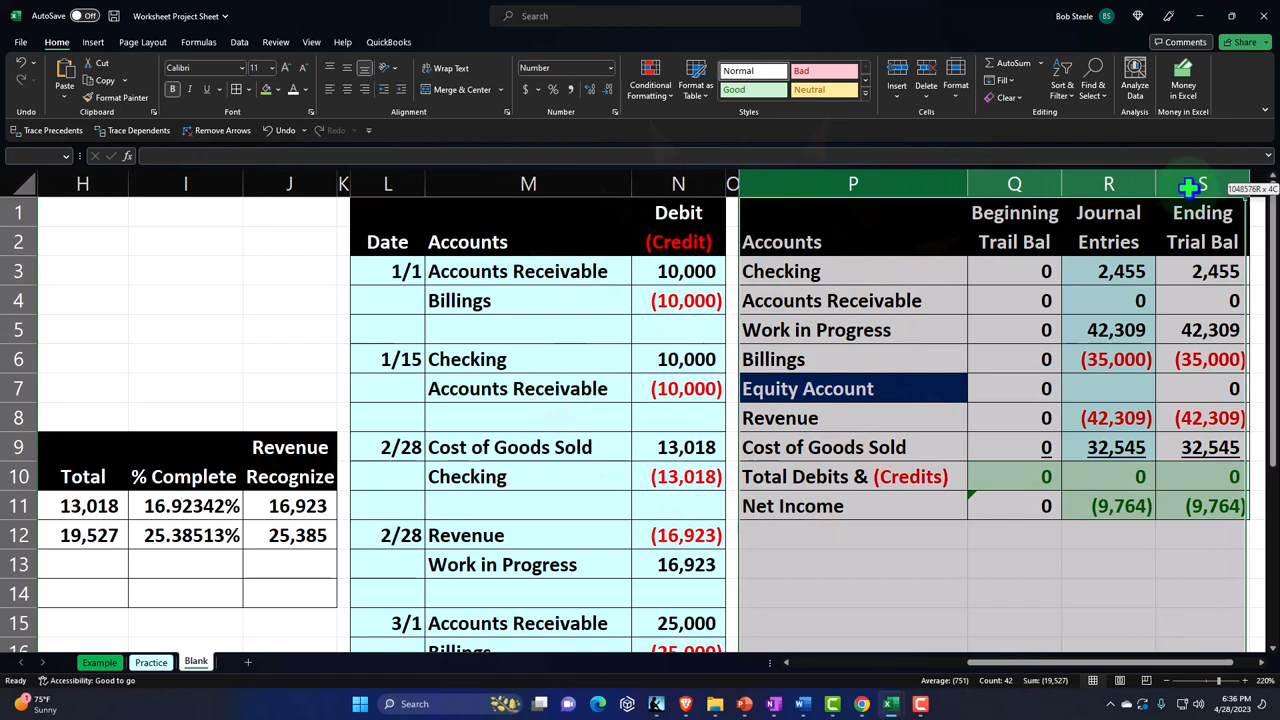 AutoSave Off Worksheet Project Sheet Search Bob Steele BS
File Home Insert Page Layout Formulas Data Review View Help QuickBooks Comments Share
Paste Cut Copy Format Painter Calibri 11 Wrap Text Merge & Center Number Conditional Formatting Format as Table Normal Bad Good Neutral Insert Delete Format AutoSum Clear Sort & Filter Find & Select Analyze Data Money in Excel
Undo Clipboard Font Alignment Number Styles Cells Editing Analysis Money in Excel
Trace Precedents Trace Dependents Remove Arrows Undo Redo
fx
H I J K L M N O P Q R S 1048576R x 4C
1 Debit Beginning Journal Ending
2 Date Accounts (Credit) Accounts Trail Bal Entries Trial Bal
3 1/1 Accounts Receivable 10,000 Checking 0 2,455 2,455
4 Billings (10,000) Accounts Receivable 0 0 0
5 Work in Progress 0 42,309 42,309
6 1/15 Checking 10,000 Billings 0 (35,000) (35,000)
7 Accounts Receivable (10,000) Equity Account 0 0
8 Revenue 0 (42,309) (42,309)
9 Revenue 2/28 Cost of Goods Sold 13,018 Cost of Goods Sold 0 32,545 32,545
10 Total % Complete Recognize Checking (13,018) Total Debits & (Credits) 0 0 0
11 13,018 16.92342% 16,923 Net Income 0 (9,764) (9,764)
12 19,527 25.38513% 25,385 2/28 Revenue (16,923)
13 Work in Progress 16,923
14
15 3/1 Accounts Receivable 25,000
16 Billings (25,000)
Example Practice Blank
Ready Accessibility: Good to go Average: (751) Count: 42 Sum: (19,527) 220%
75°F
Sunny
Search
6:36 PM
4/28/2023